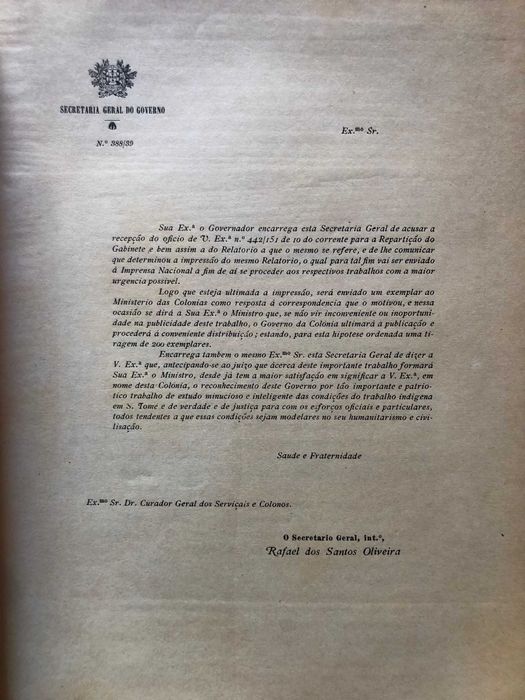 SECRETARIA GERAL DO GOVERNO
N.º 388/39
Ex.mo Sr.
Sua Ex.ª o Governador encarrega esta Secretaria Geral de acusar a
recepção do oficio de V. Ex.ª n.º 442/151 de 10 do corrente para a Repartição do
Gabinete e bem assim a do Relatorio a que o mesmo se refere, e de lhe comunicar
que determinou a impressão do mesmo Relatorio, o qual para tal fim vai ser enviado
á Imprensa Nacional a fim de aí se proceder aos respectivos trabalhos com a maior
urgencia possivel.
Logo que esteja ultimada a impressão, será enviado um exemplar ao
Ministerio das Colonias como resposta á correspondencia que o motivou, e nessa
ocasião se dirá a Sua Ex.ª o Ministro que, se não vir inconveniente ou inoportuni-
dade na publicidade deste trabalho, o Governo da Colonia ultimará a publicação e
procederá á conveniente distribuição; estando, para esta hipotese ordenada uma ti-
ragem de 200 exemplares.
Encarrega tambem o mesmo Ex.mo Sr. esta Secretaria Geral de dizer a
V. Ex.ª que, antecipando-se ao juizo que ácerca deste importante trabalho formará
Sua Ex.ª o Ministro, desde já tem a maior satisfação em significar a V. Ex.ª, em
nome desta Colonia, o reconhecimento deste Governo por tão importante e patrio-
tico trabalho de estudo minucioso e inteligente das condições do trabalho indigena
em S. Tome e de verdade e de justiça para com os esforços oficiais e particulares,
todos tendentes a que essas condições sejam modelares no seu humanitarismo e civi-
lisação.
Saude e Fraternidade
Ex.mo Sr. Dr. Curador Geral dos Serviçais e Colonos.
O Secretario Geral, int.º,
Rafael dos Santos Oliveira